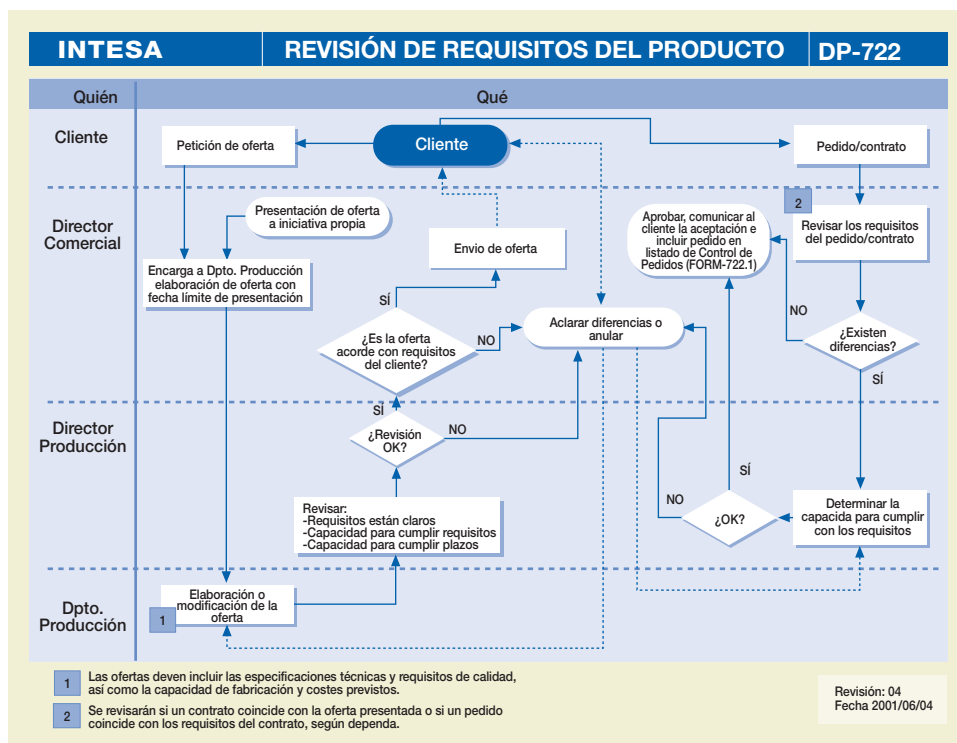 INTESA
REVISIÓN DE REQUISITOS DEL PRODUCTO
DP-722
Quién
Qué
Cliente
Petición de oferta
Cliente
Pedido/contrato
Director
Comercial
Presentación de oferta
a iniciativa propia
Encarga a Dpto. Producción
elaboración de oferta con
fecha límite de presentación
Envio de oferta
SÍ
¿Es la oferta
acorde con requisitos
del cliente?
NO
Aclarar diferencias o
anular
Aprobar, comunicar al
cliente la aceptación e
incluir pedido en
listado de Control de
Pedidos (FORM-722.1)
2
Revisar los requisitos
del pedido/contrato
NO
¿Existen
diferencias?
SÍ
Director
Producción
SÍ
¿Revisión
OK?
NO
Revisar:
-Requisitos están claros
-Capacidad para cumplir requisitos
-Capacidad para cumplir plazos
SÍ
NO
¿OK?
Determinar la
capacida para cumplir
con los requisitos
Dpto.
Producción
1
Elaboración o
modificación de la
oferta
1
Las ofertas deven incluir las especificaciones técnicas y requisitos de calidad,
así como la capacidad de fabricación y costes previstos.
2
Se revisarán si un contrato coincide con la oferta presentada o si un pedido
coincide con los requisitos del contrato, según dependa.
Revisión: 04
Fecha 2001/06/04